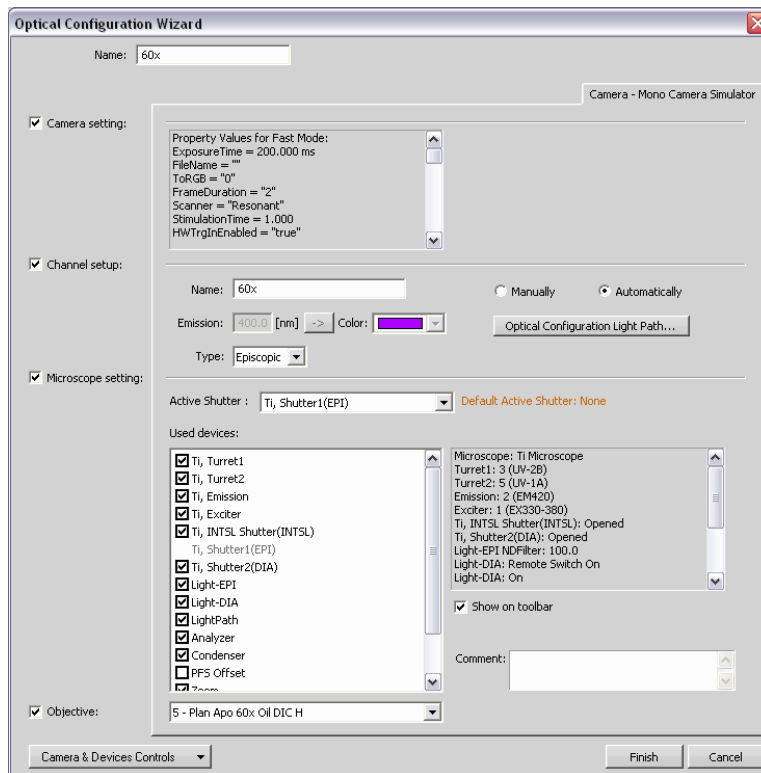 Optical Configuration Wizard
Name: 60x
Camera - Mono Camera Simulator
Camera setting:
Property Values for Fast Mode:
ExposureTime = 200.000 ms
FileName = ""
ToRGB = "0"
FrameDuration = "2"
Scanner = "Resonant"
StimulationTime = 1.000
HWTrgInEnabled = "true"
Channel setup:
Name: 60x
Manually
Automatically
Emission: 400.0 [nm] -> Color:
Optical Configuration Light Path...
Type: Episcopic
Microscope setting:
Active Shutter : Ti, Shutter1(EPI) Default Active Shutter: None
Used devices:
Ti, Turret1
Ti, Turret2
Ti, Emission
Ti, Exciter
Ti, INTSL Shutter(INTSL)
Ti, Shutter1(EPI)
Ti, Shutter2(DIA)
Light-EPI
Light-DIA
LightPath
Analyzer
Condenser
PFS Offset
Zoom
Microscope: Ti Microscope
Turret1: 3 (UV-2B)
Turret2: 5 (UV-1A)
Emission: 2 (EM420)
Exciter: 1 (EX330-380)
Ti, INTSL Shutter(INTSL): Opened
Ti, Shutter2(DIA): Opened
Light-EPI NDFilter: 100.0
Light-DIA: Remote Switch On
Light-DIA: On
Show on toolbar
Comment:
Objective: 5 - Plan Apo 60x Oil DIC H
Camera & Devices Controls
Finish
Cancel